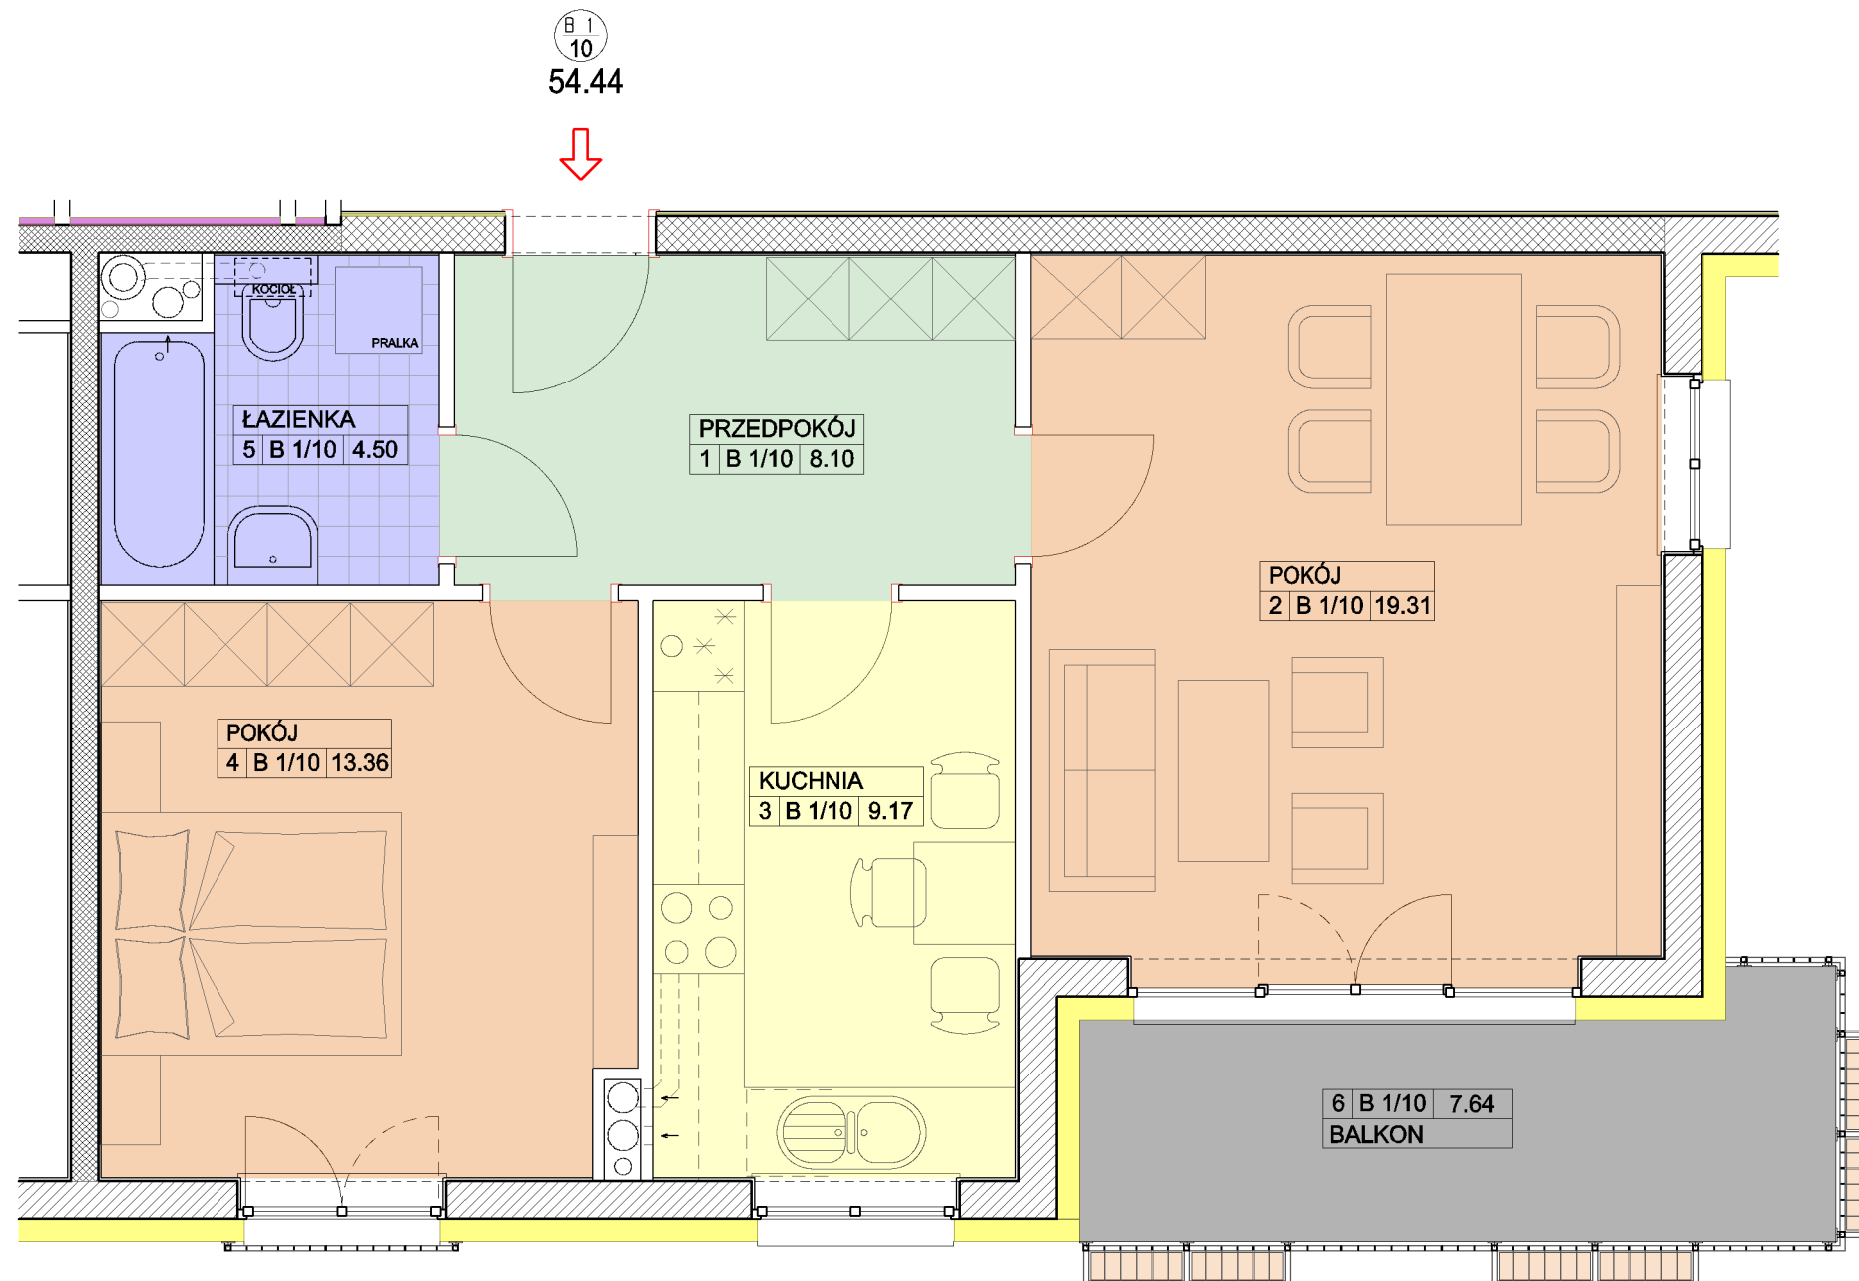 B 1
10
54.44
KOCIOŁ
PRALKA
ŁAZIENKA
5 B 1/10 4.50
PRZEDPOKÓJ
1 B 1/10 8.10
POKÓJ
2 B 1/10 19.31
POKÓJ
4 B 1/10 13.36
KUCHNIA
3 B 1/10 9.17
6 B 1/10 7.64
BALKON